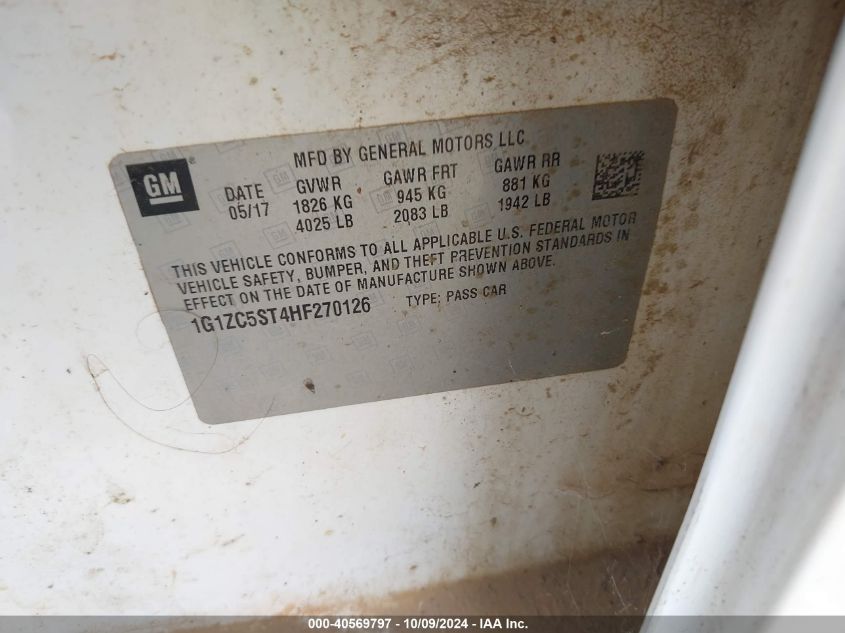 GM®
MFD BY GENERAL MOTORS LLC
DATE GVWR GAWR FRT GAWR RR
05/17 1826 KG 945 KG 881 KG
4025 LB 2083 LB 1942 LB
THIS VEHICLE CONFORMS TO ALL APPLICABLE U.S. FEDERAL MOTOR
VEHICLE SAFETY, BUMPER, AND THEFT PREVENTION STANDARDS IN
EFFECT ON THE DATE OF MANUFACTURE SHOWN ABOVE.
1G1ZC5ST4HF270126 TYPE: PASS CAR
000-40569797 - 10/09/2024 - IAA Inc.